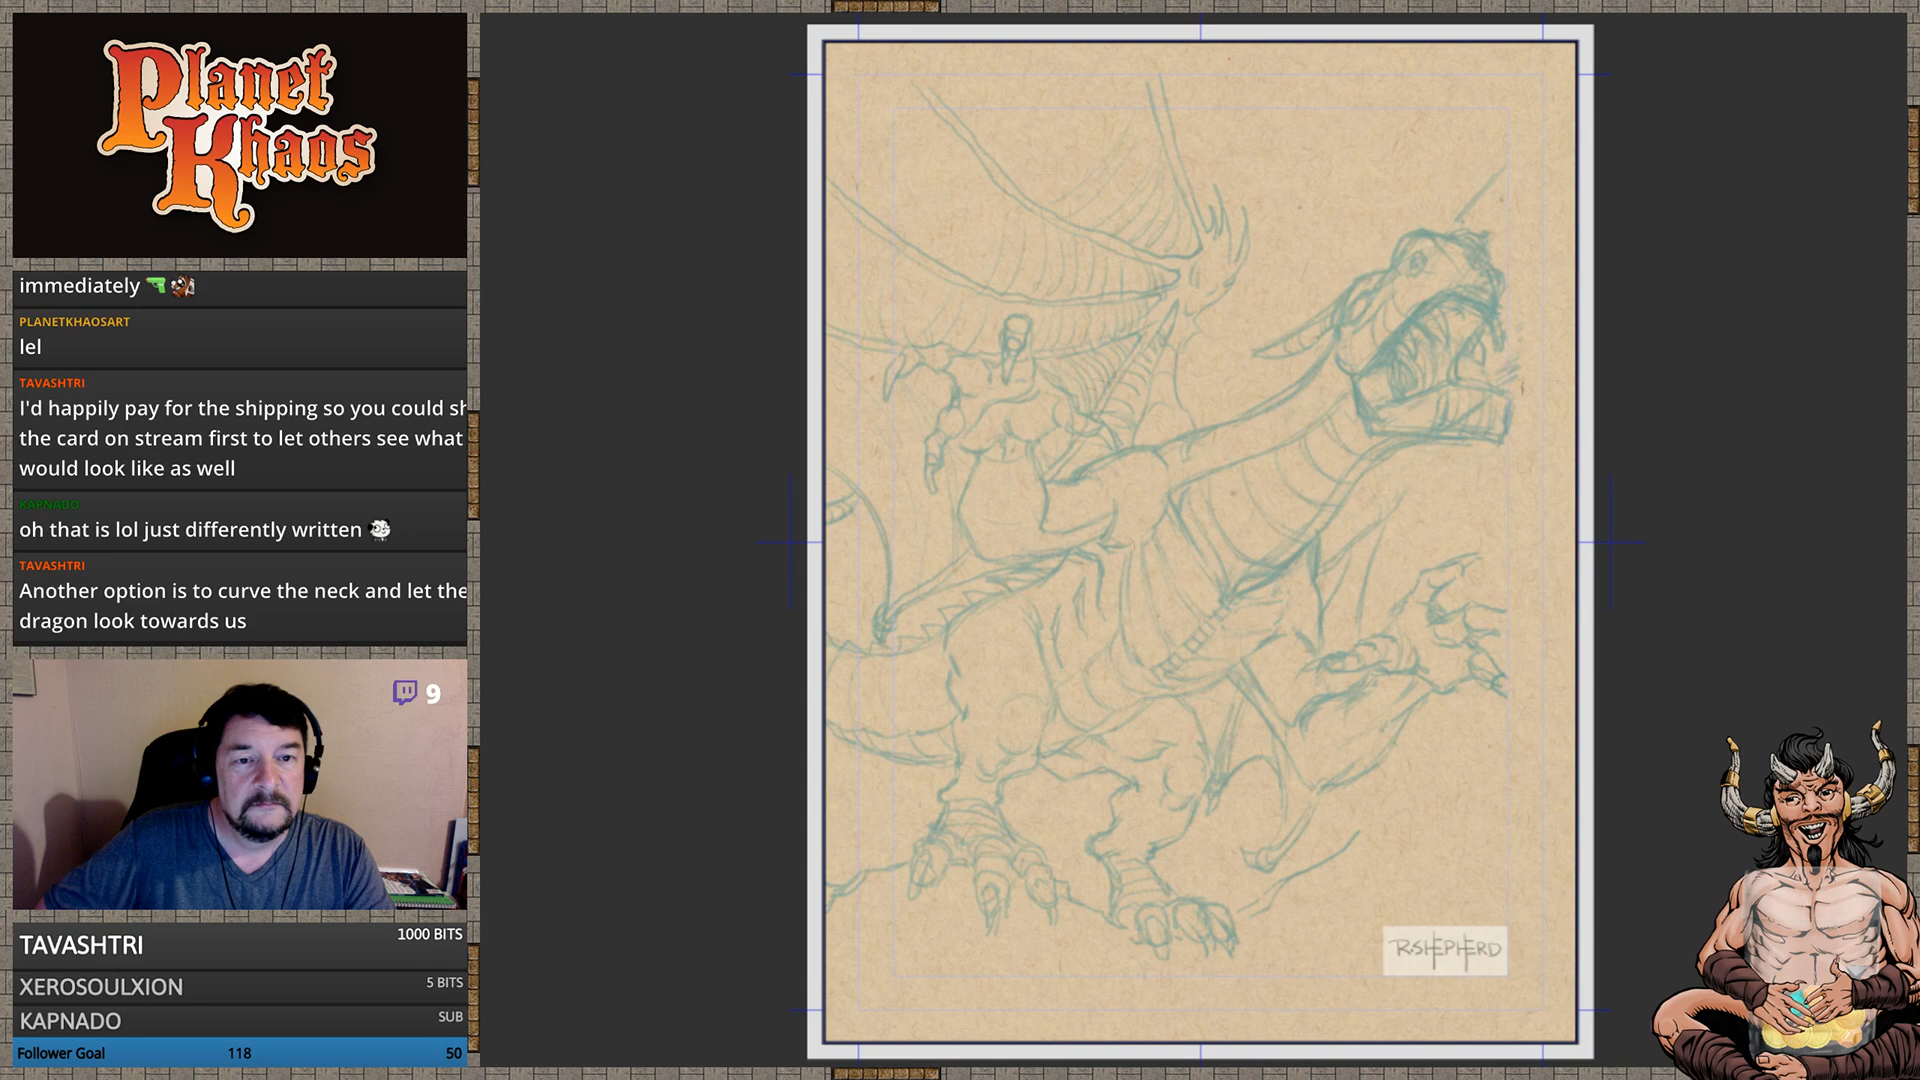 Planet
Khaos
immediately
PLANETKHAOSART
lel
TAVASHTRI
I'd happily pay for the shipping so you could sh
the card on stream first to let others see what
would look like as well
KAPNADO
oh that is lol just differently written
TAVASHTRI
Another option is to curve the neck and let the
dragon look towards us
9
TAVASHTRI 1000 BITS
XEROSOULXION 5 BITS
KAPNADO SUB
Follower Goal 118 50
R.SHEPHERD